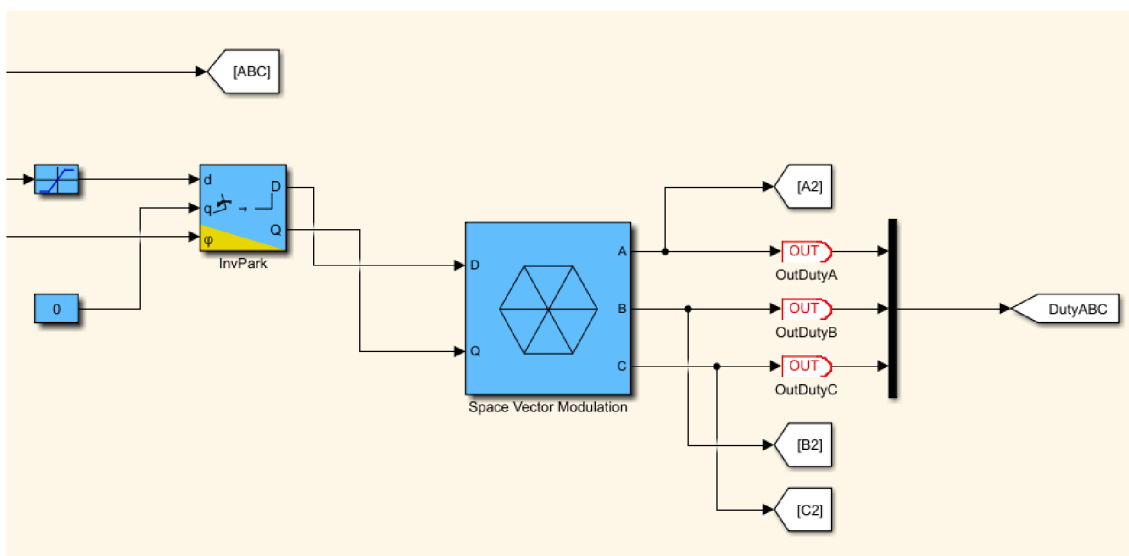 [ABC]
d
D
[A2]
q
φ
Q
InvPark
A
OUT
OutDutyA
D
0
B
OUT
DutyABC
OutDutyB
Q
C
OUT
OutDutyC
Space Vector Modulation
[B2]
[C2]